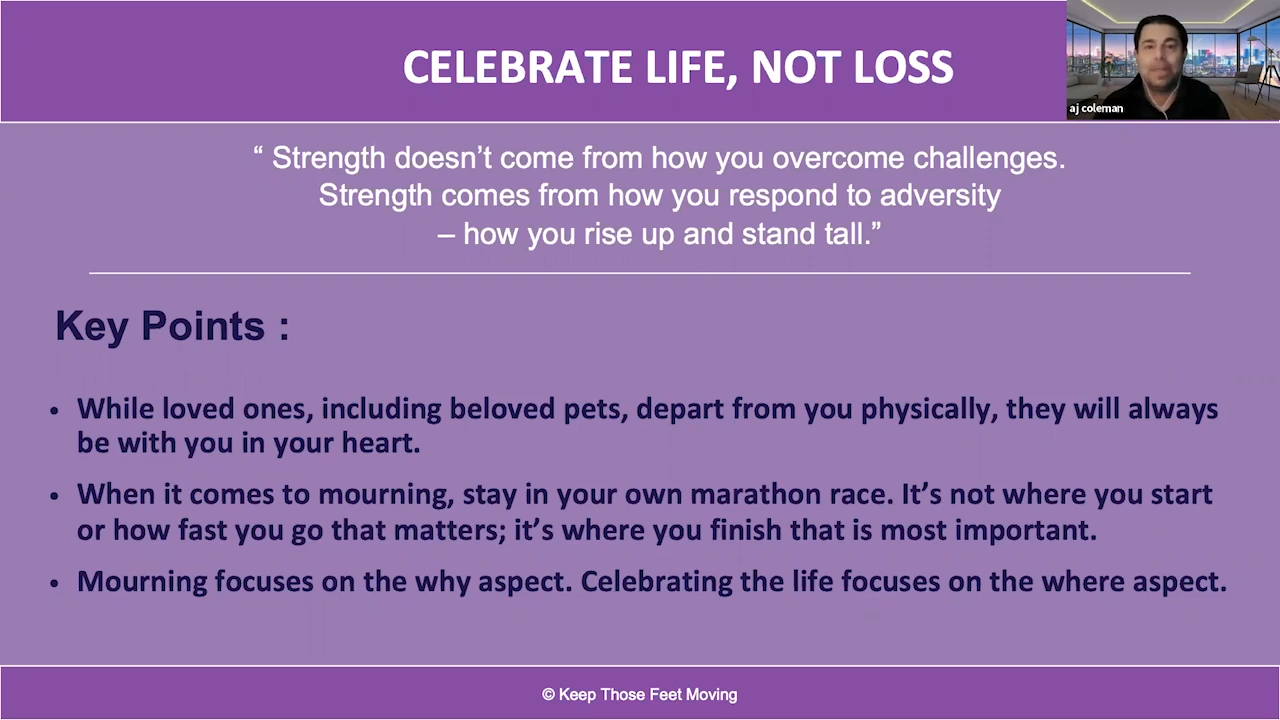 CELEBRATE LIFE, NOT LOSS
aj coleman
“ Strength doesn’t come from how you overcome challenges.
Strength comes from how you respond to adversity
– how you rise up and stand tall.”
Key Points :
• While loved ones, including beloved pets, depart from you physically, they will always
be with you in your heart.
• When it comes to mourning, stay in your own marathon race. It’s not where you start
or how fast you go that matters; it’s where you finish that is most important.
• Mourning focuses on the why aspect. Celebrating the life focuses on the where aspect.
© Keep Those Feet Moving